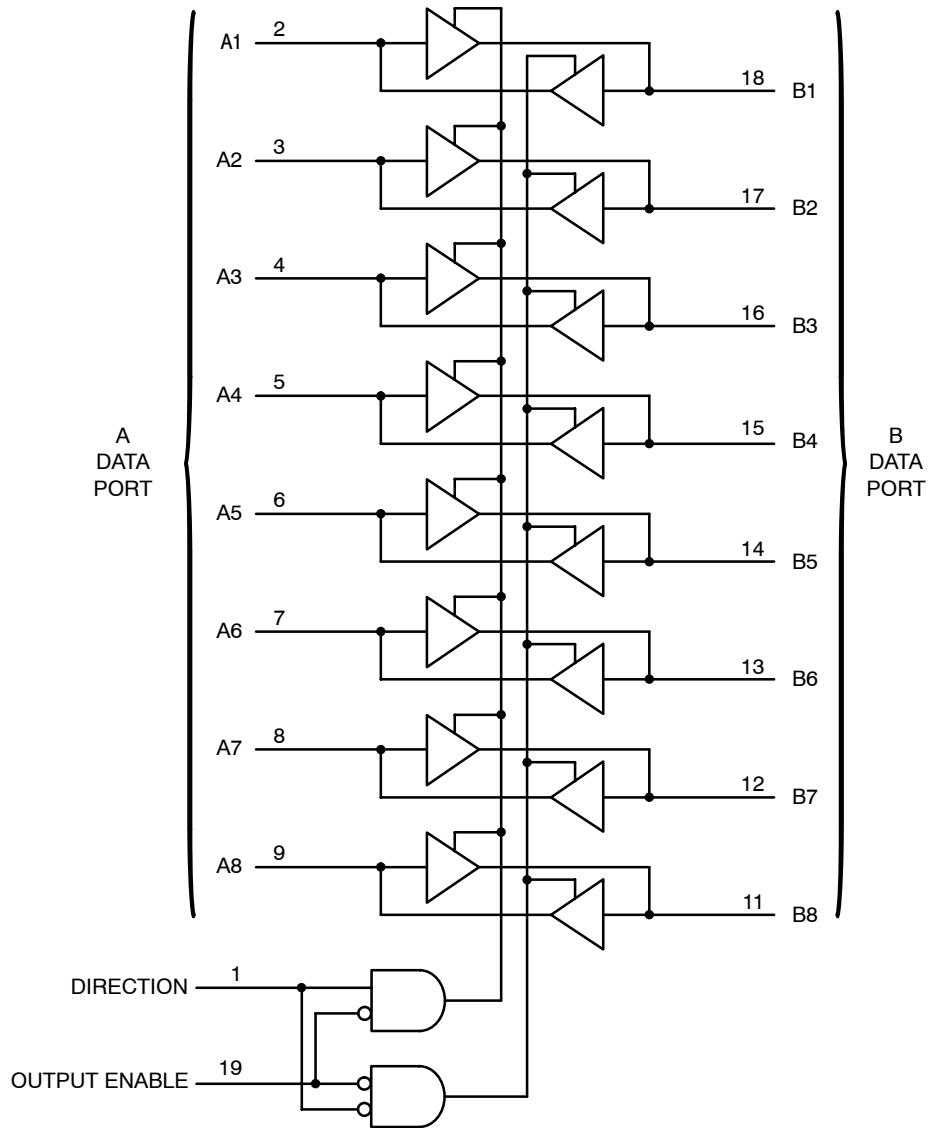 A1 2
18 B1
A2 3
17 B2
A3 4
16 B3
A4 5
15 B4
A
DATA
PORT
B
DATA
PORT
A5 6
14 B5
A6 7
13 B6
A7 8
12 B7
A8 9
11 B8
DIRECTION 1
OUTPUT ENABLE 19